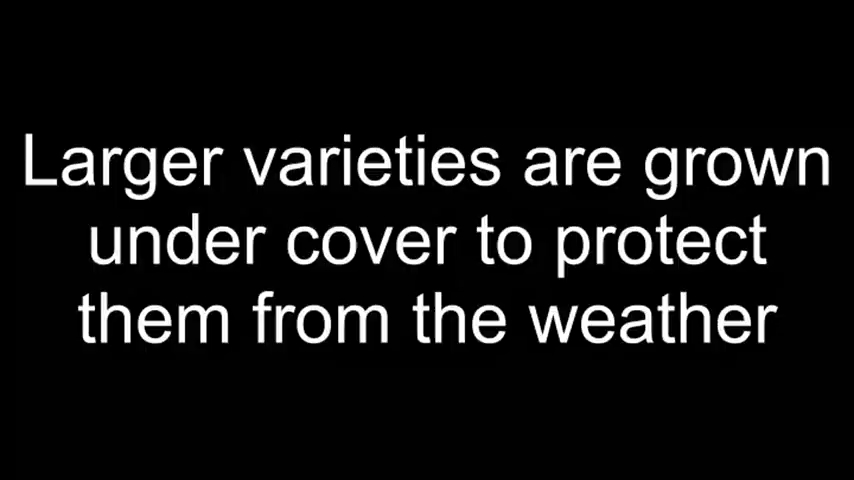 Larger varieties are grown
under cover to protect
them from the weather